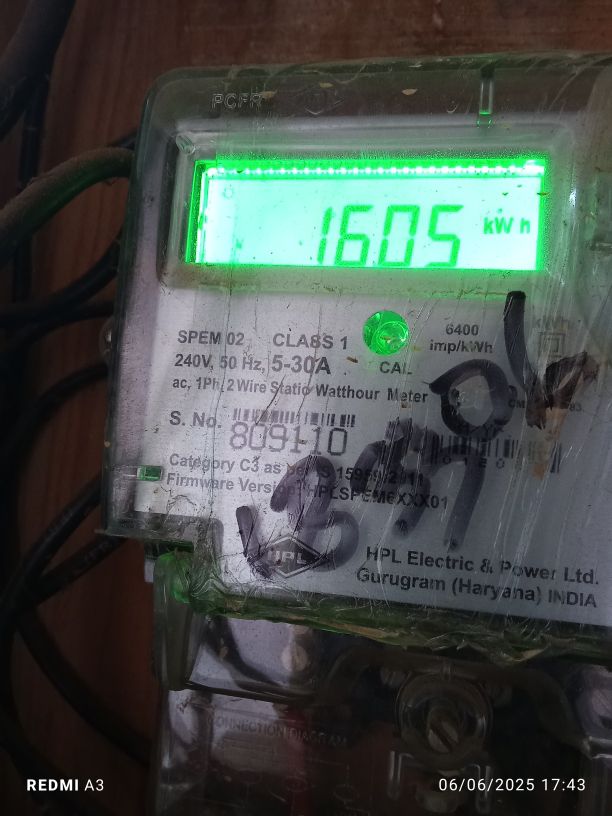 PCFR
1605 kWh
SPEM 02 CLASS 1 6400
240V, 50 Hz, 5-30A CAL imp/kWh
ac, 1Ph, 2 Wire Static Watthour Meter
S. No. 809110
Category C3 as
Firmware Version HPLSPEM6XXX01
HPL
HPL Electric & Power Ltd.
Gurugram (Haryana) INDIA
CONNECTION DIAGRAM
REDMI A3
06/06/2025 17:43